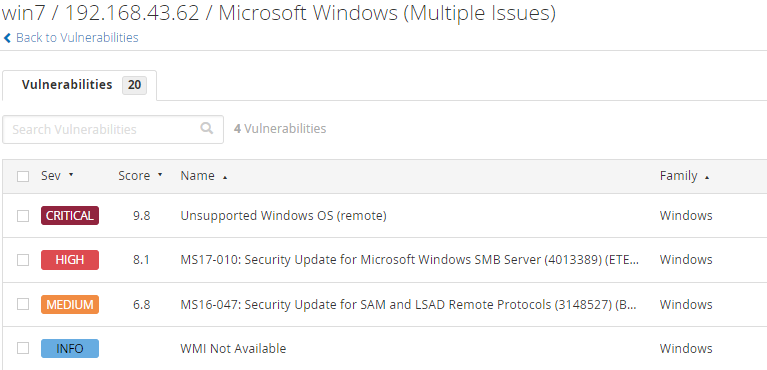 win7 / 192.168.43.62 / Microsoft Windows (Multiple Issues)
Back to Vulnerabilities
Vulnerabilities 20
Search Vulnerabilities 4 Vulnerabilities
Sev Score Name Family
CRITICAL 9.8 Unsupported Windows OS (remote) Windows
HIGH 8.1 MS17-010: Security Update for Microsoft Windows SMB Server (4013389) (ETE... Windows
MEDIUM 6.8 MS16-047: Security Update for SAM and LSAD Remote Protocols (3148527) (B... Windows
INFO WMI Not Available Windows